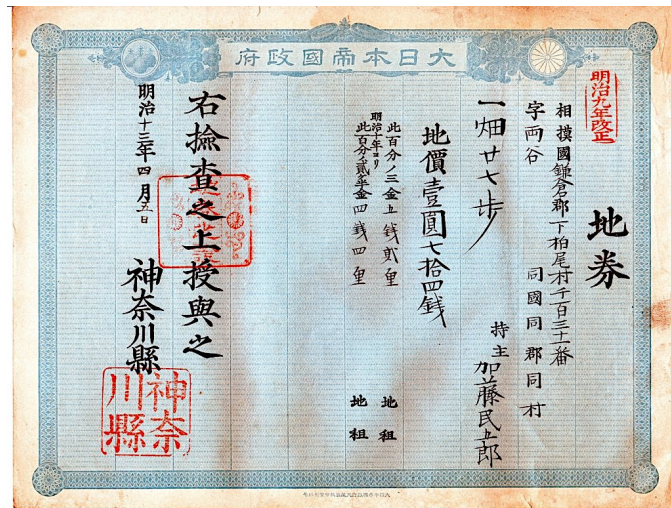 大日本帝國政府
明治九年改正
地券
相摸國鎌倉郡下柏尾村千百三十一番
字両谷
同國同郡同村
一畑廿七歩
持主 加藤民五郎
地價壹圓七拾四錢
此百分ノ三金五錢貳厘 地租
明治十年ヨリ
此百分ノ貳ケ半金四錢四厘 地租
右撿査之上授與之
明治十三年四月五日
神奈川縣
神奈川縣